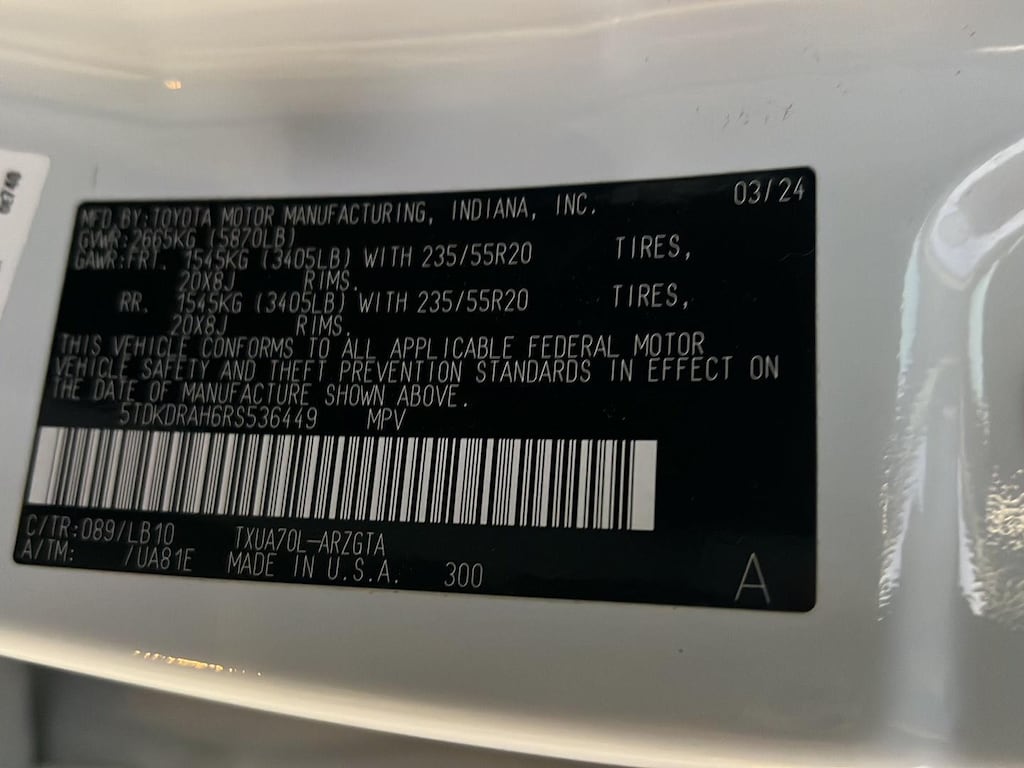 MFD.BY:TOYOTA MOTOR MANUFACTURING, INDIANA, INC. 03/24
GVWR:2665KG (5870LB)
GAWR:FRT. 1545KG (3405LB) WITH 235/55R20 TIRES,
20X8J RIMS.
RR. 1545KG (3405LB) WITH 235/55R20 TIRES,
20X8J RIMS.
THIS VEHICLE CONFORMS TO ALL APPLICABLE FEDERAL MOTOR
VEHICLE SAFETY AND THEFT PREVENTION STANDARDS IN EFFECT ON
THE DATE OF MANUFACTURE SHOWN ABOVE.
5TDKDRAH6RS536449 MPV
C/TR:089/LB10 TXUA70L-ARZGTA
A/TM: /UA81E MADE IN U.S.A. 300
A